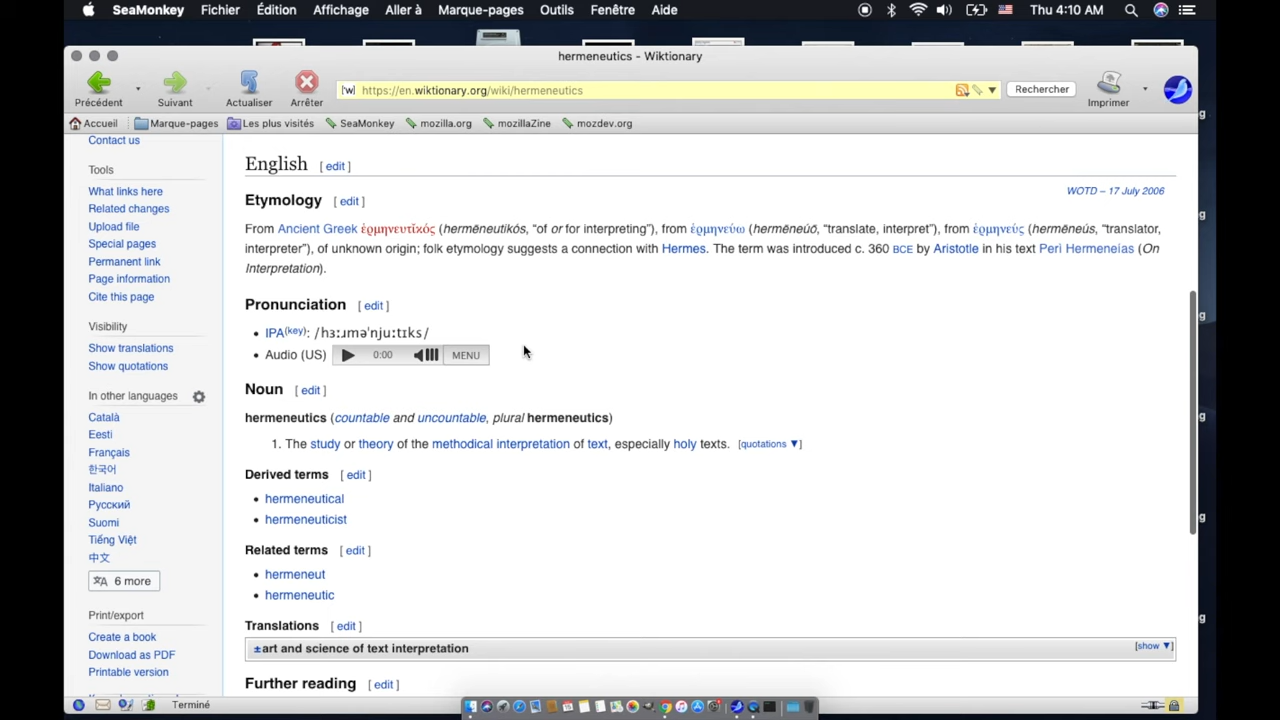 SeaMonkey Fichier Édition Affichage Aller à Marque-pages Outils Fenêtre Aide Thu 4:10 AM
hermeneutics - Wiktionary
https://en.wiktionary.org/wiki/hermeneutics Rechercher
Précédent Suivant Actualiser Arrêter Imprimer
Accueil Marque-pages Les plus visités SeaMonkey mozilla.org mozillaZine mozdev.org
Contact us
Tools
What links here
Related changes
Upload file
Special pages
Permanent link
Page information
Cite this page
Visibility
Show translations
Show quotations
In other languages
Català
Eesti
Français
한국어
Italiano
Русский
Suomi
Tiếng Việt
中文
6 more
Print/export
Create a book
Download as PDF
Printable version
English [ edit ]
WOTD – 17 July 2006
Etymology [ edit ]
From Ancient Greek ἑρμηνευτῐκός (hermēneutikós, “of or for interpreting”), from ἑρμηνεύω (hermēneúō, “translate, interpret”), from ἑρμηνεύς (hermēneús, “translator,
interpreter”), of unknown origin; folk etymology suggests a connection with Hermes. The term was introduced c. 360 BCE by Aristotle in his text Peri Hermeneias (On
Interpretation).
Pronunciation [ edit ]
• IPA(key): /hɜːɹməˈnjuːtɪks/
• Audio (US) 0:00 MENU
Noun [ edit ]
hermeneutics (countable and uncountable, plural hermeneutics)
1. The study or theory of the methodical interpretation of text, especially holy texts. [quotations ▼]
Derived terms [ edit ]
• hermeneutical
• hermeneuticist
Related terms [ edit ]
• hermeneut
• hermeneutic
Translations [ edit ]
±art and science of text interpretation [show ▼]
Further reading [ edit ]
Terminé